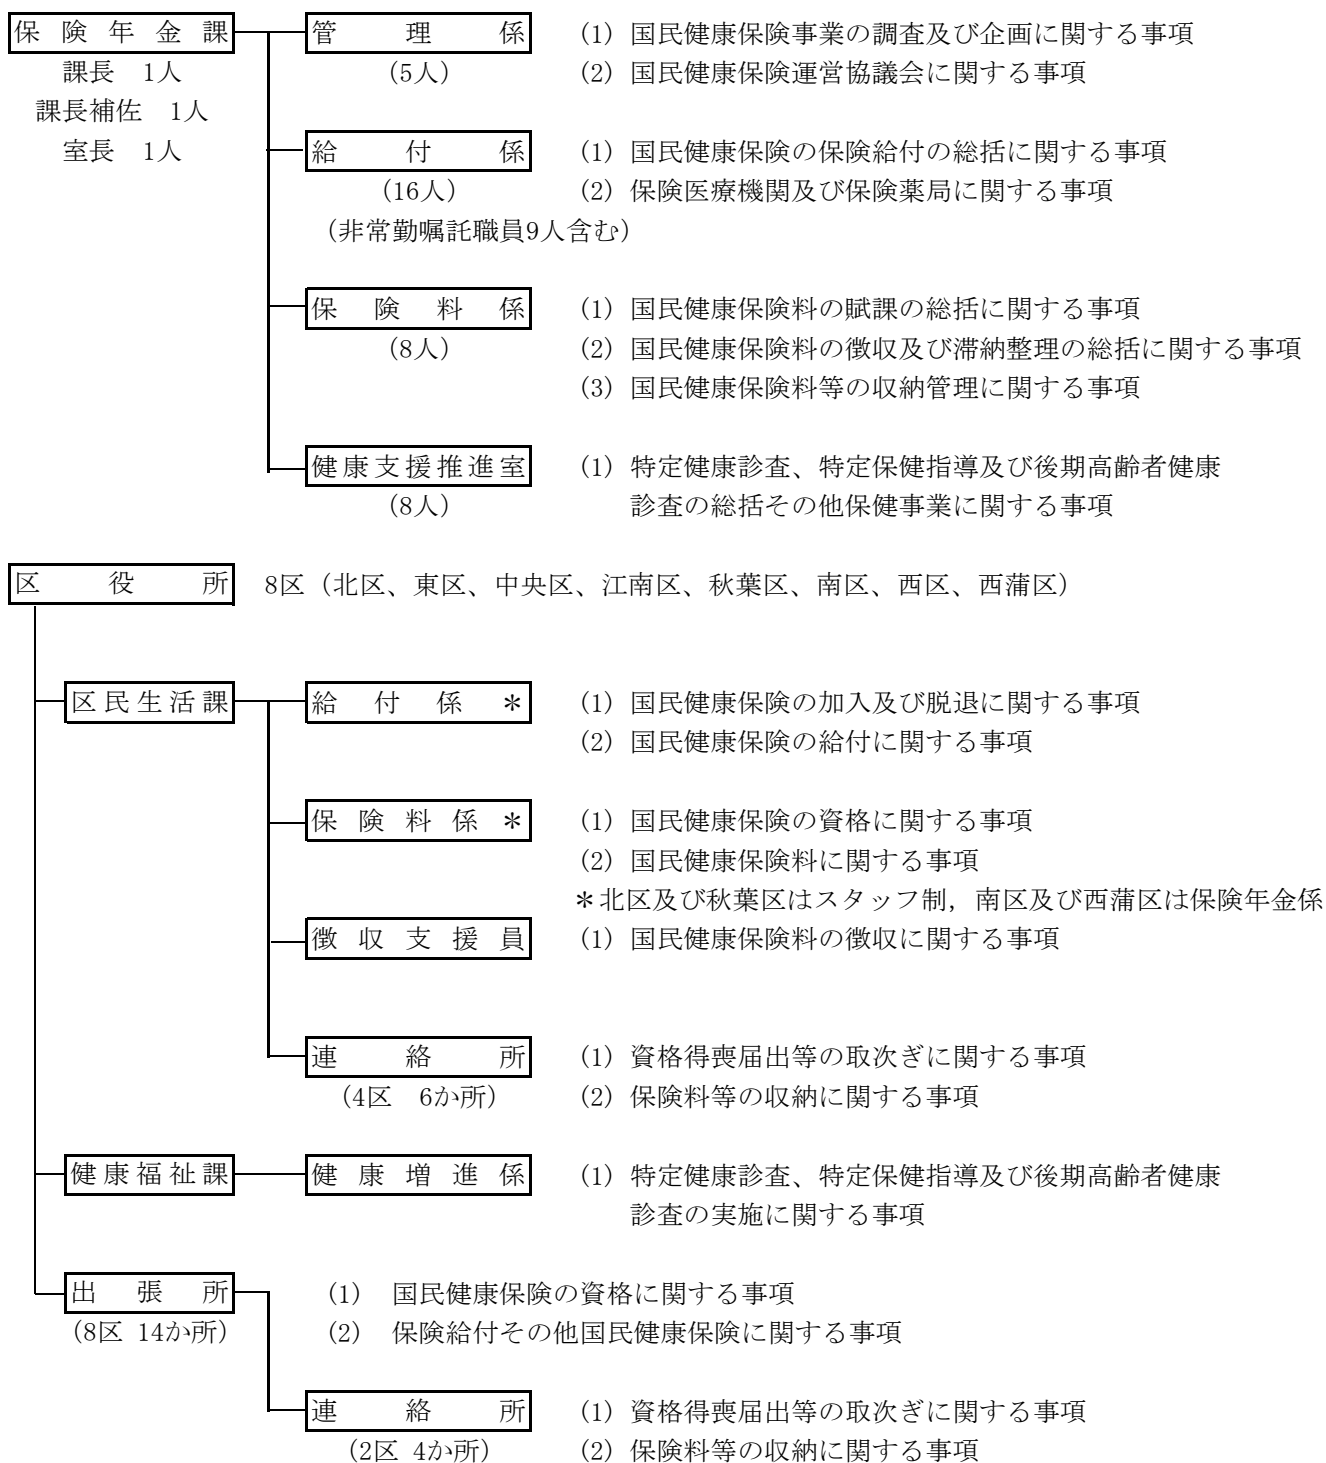 保険年金課 管理係 (1) 国民健康保険事業の調査及び企画に関する事項
課長 1人 (5人) (2) 国民健康保険運営協議会に関する事項
課長補佐 1人
室長 1人 給付係 (1) 国民健康保険の保険給付の総括に関する事項
(16人) (2) 保険医療機関及び保険薬局に関する事項
(非常勤嘱託職員9人含む)
保険料係 (1) 国民健康保険料の賦課の総括に関する事項
(8人) (2) 国民健康保険料の徴収及び滞納整理の総括に関する事項
(3) 国民健康保険料等の収納管理に関する事項
健康支援推進室 (1) 特定健康診査、特定保健指導及び後期高齢者健康
(8人) 診査の総括その他保健事業に関する事項
区役所 8区(北区、東区、中央区、江南区、秋葉区、南区、西区、西蒲区)
区民生活課 給付係＊ (1) 国民健康保険の加入及び脱退に関する事項
(2) 国民健康保険の給付に関する事項
保険料係＊ (1) 国民健康保険の資格に関する事項
(2) 国民健康保険料に関する事項
＊北区及び秋葉区はスタッフ制，南区及び西蒲区は保険年金係
徴収支援員 (1) 国民健康保険料の徴収に関する事項
連絡所 (1) 資格得喪届出等の取次ぎに関する事項
(4区 6か所) (2) 保険料等の収納に関する事項
健康福祉課 健康増進係 (1) 特定健康診査、特定保健指導及び後期高齢者健康
診査の実施に関する事項
出張所 (1) 国民健康保険の資格に関する事項
(8区 14か所) (2) 保険給付その他国民健康保険に関する事項
連絡所 (1) 資格得喪届出等の取次ぎに関する事項
(2区 4か所) (2) 保険料等の収納に関する事項